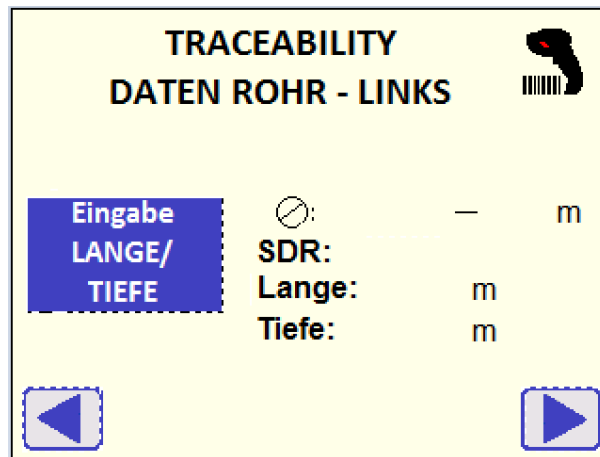 TRACEABILITY
DATEN ROHR - LINKS
Eingabe
LANGE/
TIEFE
⌀: — m
SDR:
Lange: m
Tiefe: m